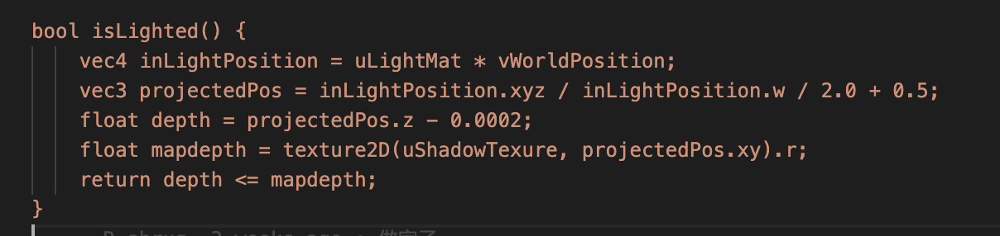 bool isLighted() {
vec4 inLightPosition = uLightMat * vWorldPosition;
vec3 projectedPos = inLightPosition.xyz / inLightPosition.w / 2.0 + 0.5;
float depth = projectedPos.z - 0.0002;
float mapdepth = texture2D(uShadowTexure, projectedPos.xy).r;
return depth <= mapdepth;
}